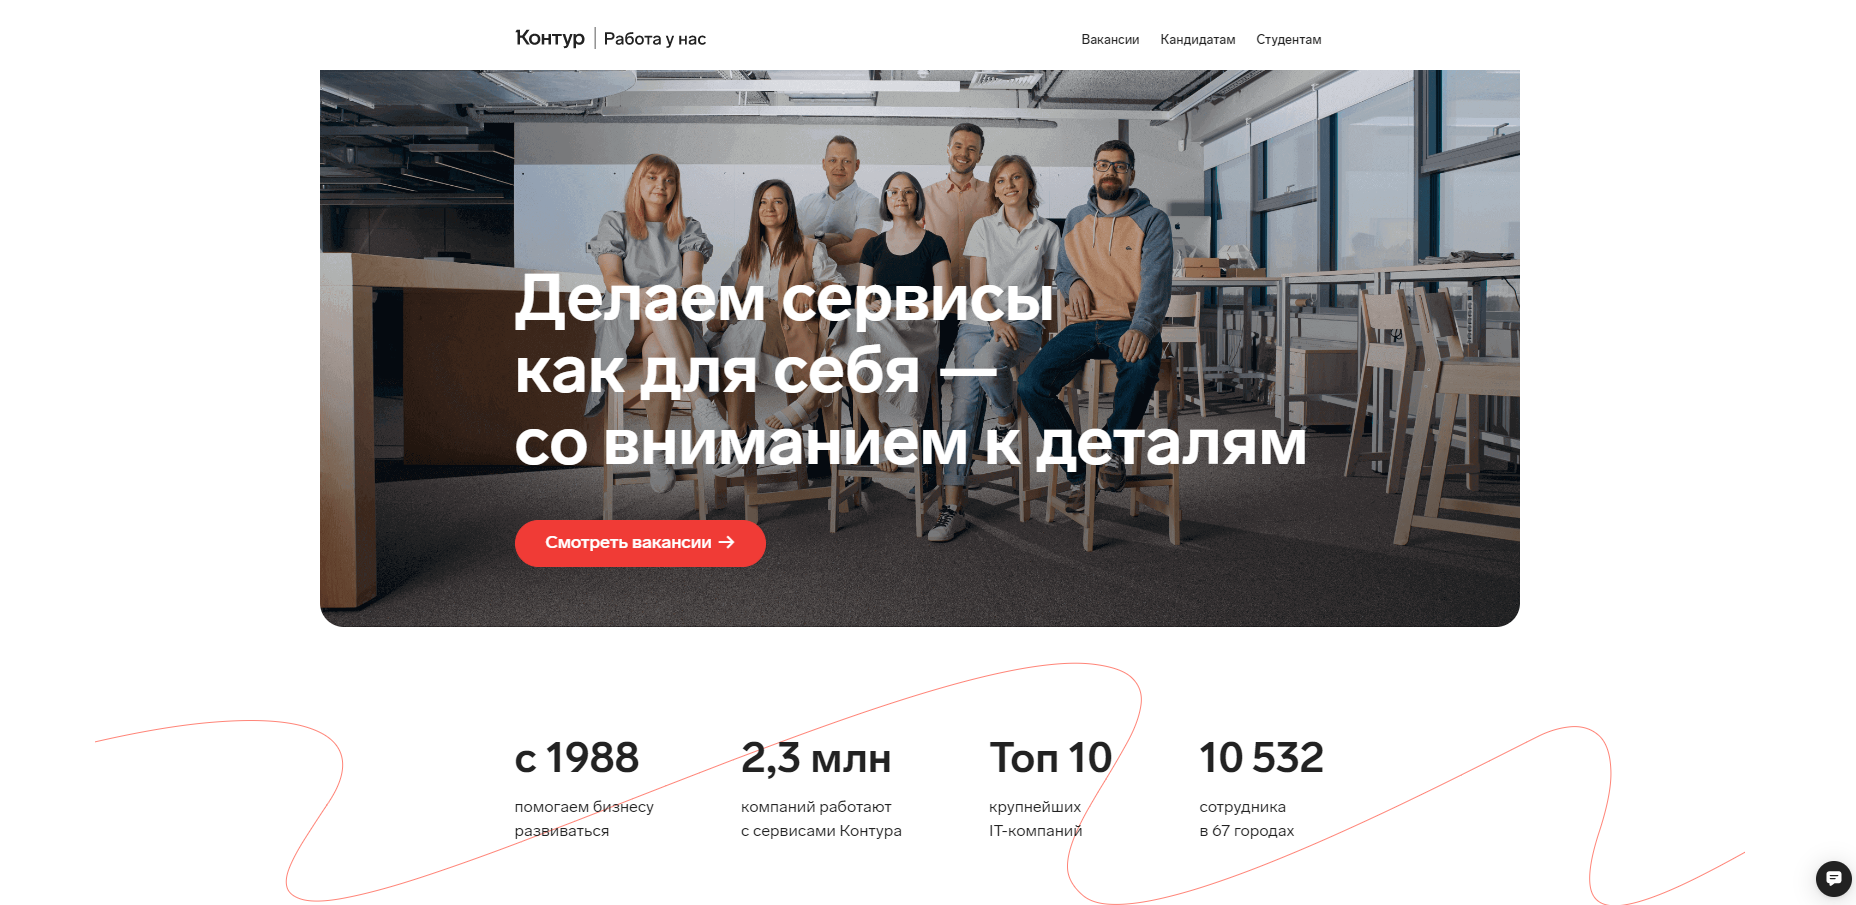 Контур | Работа у нас
Вакансии Кандидатам Студентам
Делаем сервисы
как для себя —
со вниманием к деталям
Смотреть вакансии →
с 1988
помогаем бизнесу
развиваться
2,3 млн
компаний работают
с сервисами Контура
Топ 10
крупнейших
IT-компаний
10 532
сотрудника
в 67 городах